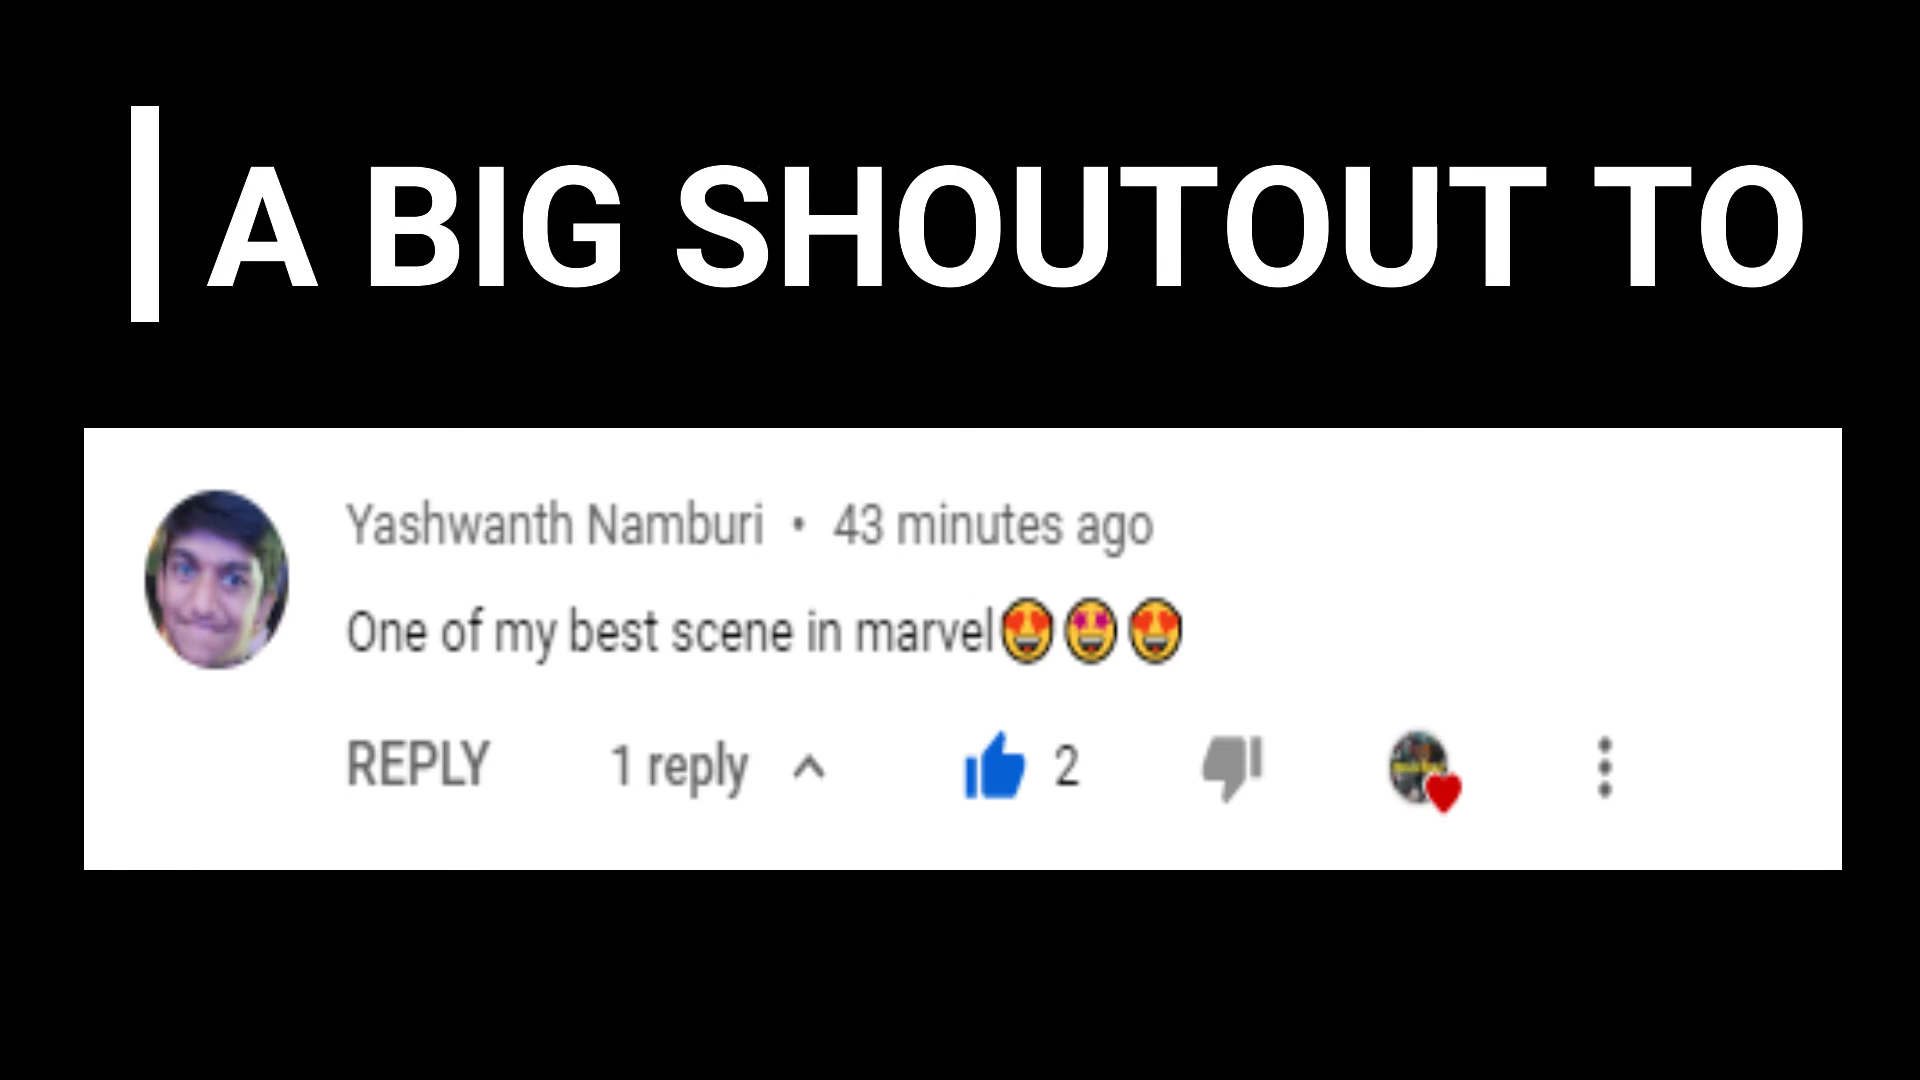 A BIG SHOUTOUT TO
Yashwanth Namburi • 43 minutes ago
One of my best scene in marvel😍🤩😍
REPLY 1 reply 2